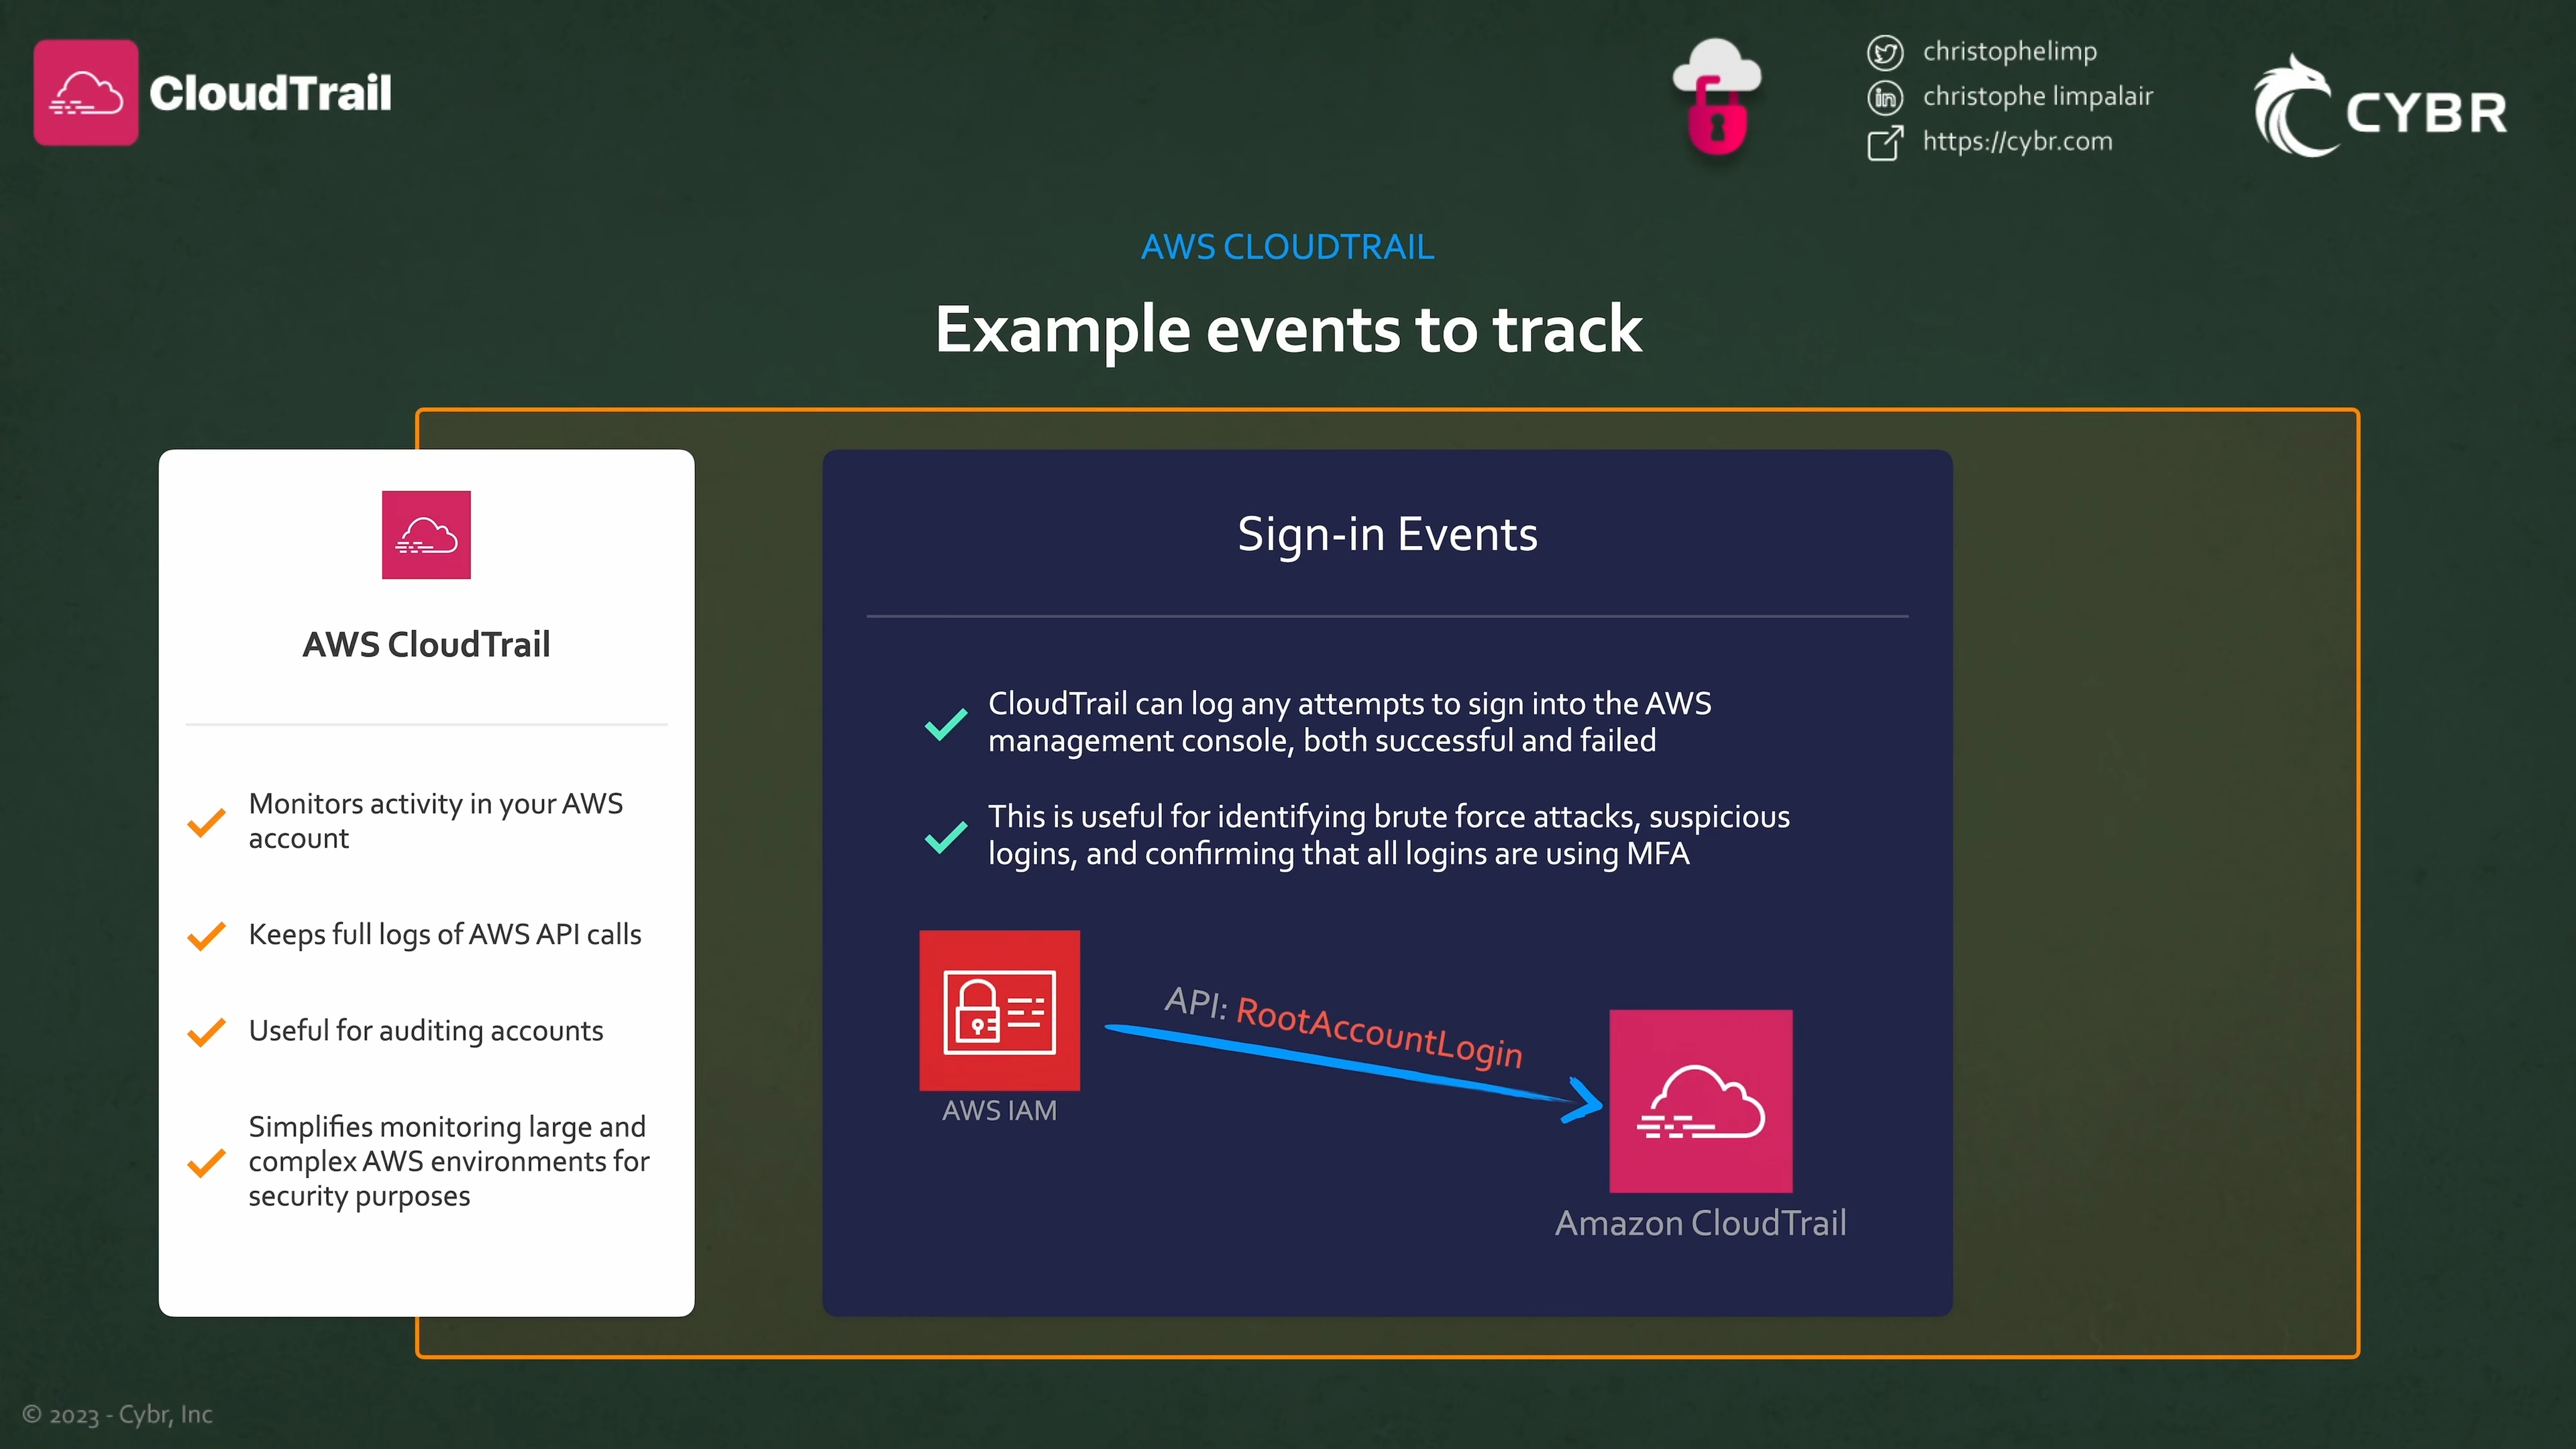 CloudTrail
christophelimp
christophe limpalair
https://cybr.com
CYBR
AWS CLOUDTRAIL
Example events to track
AWS CloudTrail
Monitors activity in your AWS
account
Keeps full logs of AWS API calls
Useful for auditing accounts
Simplifies monitoring large and
complex AWS environments for
security purposes
Sign-in Events
CloudTrail can log any attempts to sign into the AWS
management console, both successful and failed
This is useful for identifying brute force attacks, suspicious
logins, and confirming that all logins are using MFA
API: RootAccountLogin
AWS IAM
Amazon CloudTrail
© 2023 - Cybr, Inc